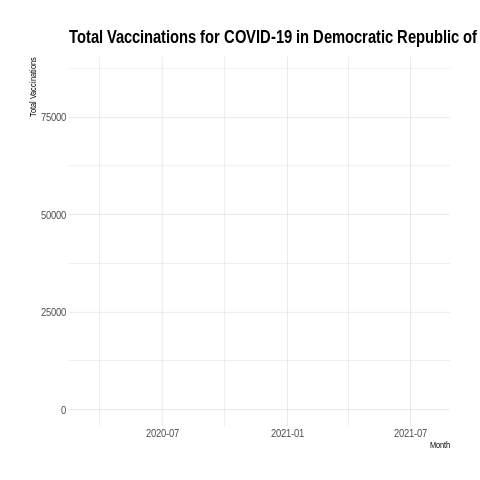 Total Vaccinations for COVID-19 in Democratic Republic of
Total Vaccinations
75000
50000
25000
0
2020-07 2021-01 2021-07
Month